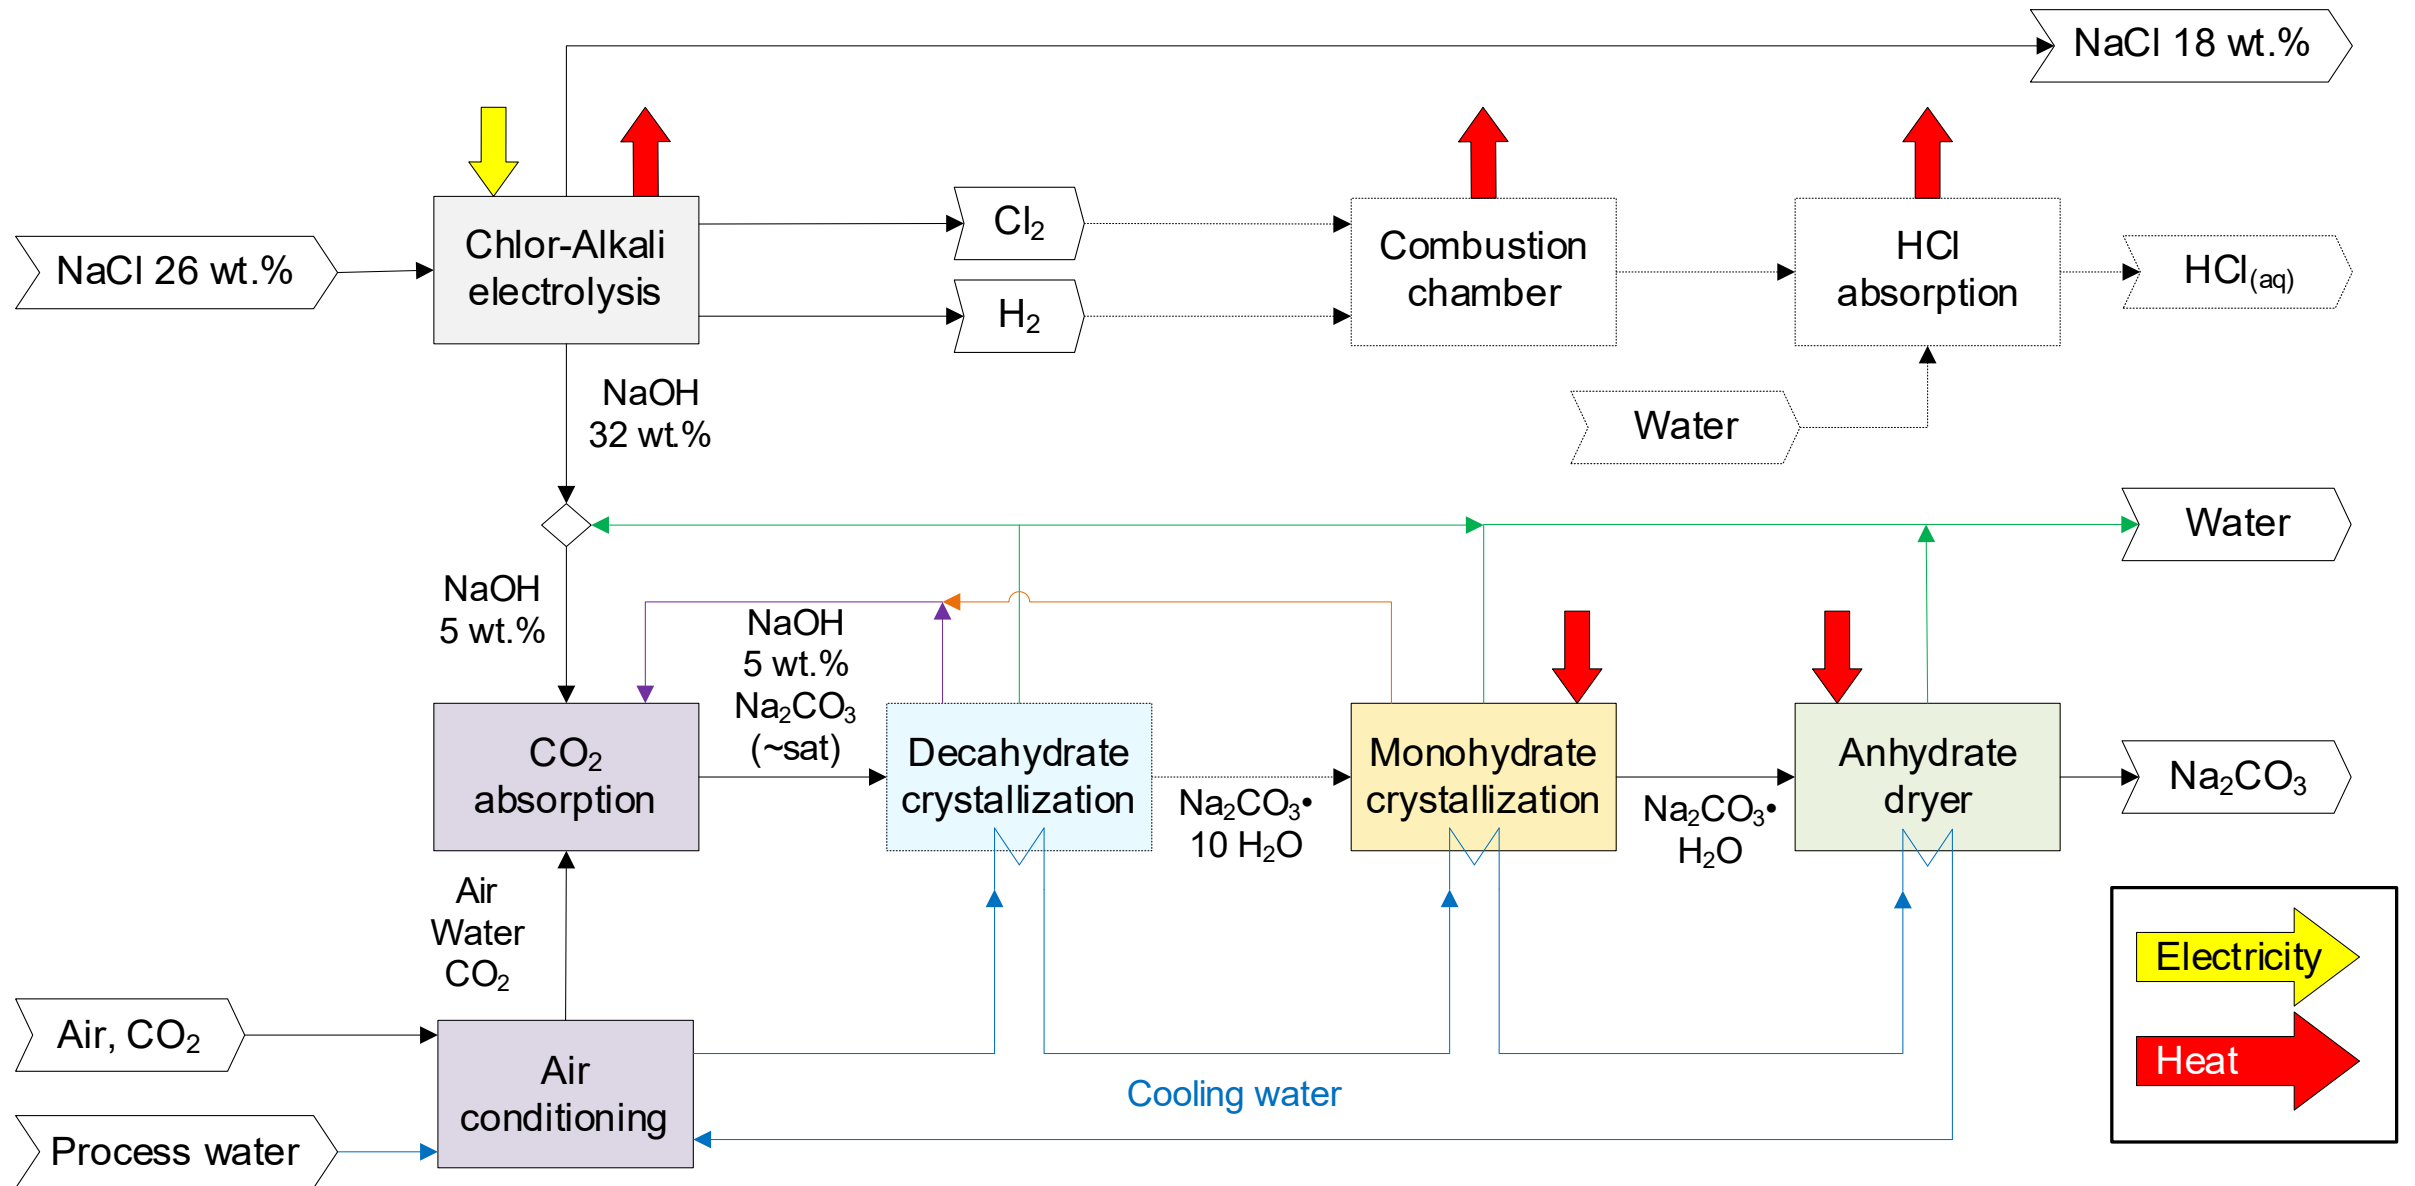 NaCl 18 wt.%
Chlor-Alkali
electrolysis
NaCl 26 wt.%
Cl₂
H₂
Combustion
chamber
HCl
absorption
HCl₍aq₎
Water
NaOH
32 wt.%
Water
NaOH
5 wt.%
NaOH
5 wt.%
Na₂CO₃
(~sat)
CO₂
absorption
Decahydrate
crystallization
Na₂CO₃•
10 H₂O
Monohydrate
crystallization
Na₂CO₃•
H₂O
Anhydrate
dryer
Na₂CO₃
Air
Water
CO₂
Air, CO₂
Air
conditioning
Process water
Cooling water
Electricity
Heat